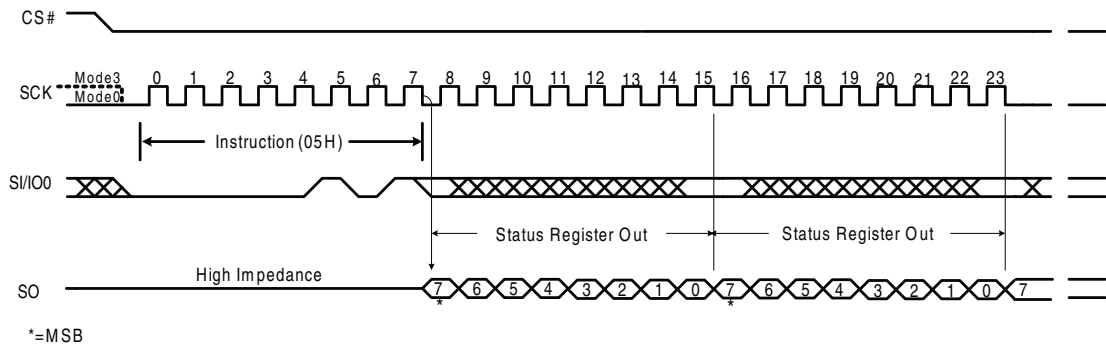 CS#
SCK
Mode3
Mode0
0 1 2 3 4 5 6 7 8 9 10 11 12 13 14 15 16 17 18 19 20 21 22 23
Instruction (05H)
SI/IO0
Status Register Out
Status Register Out
High Impedance
SO
7 6 5 4 3 2 1 0 7 6 5 4 3 2 1 0 7
* *
*=MSB